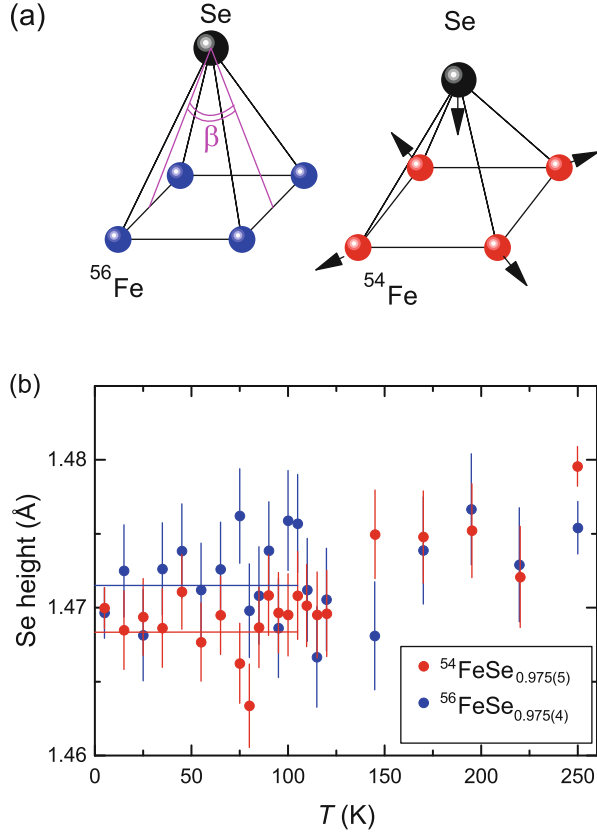 (a)
Se
Se
β
⁵⁶Fe
⁵⁴Fe
(b)
Se height (Å)
1.48
1.47
1.46
⁵⁴FeSe₀.₉₇₅₍₅₎
⁵⁶FeSe₀.₉₇₅₍₄₎
0 50 100 150 200 250
T (K)